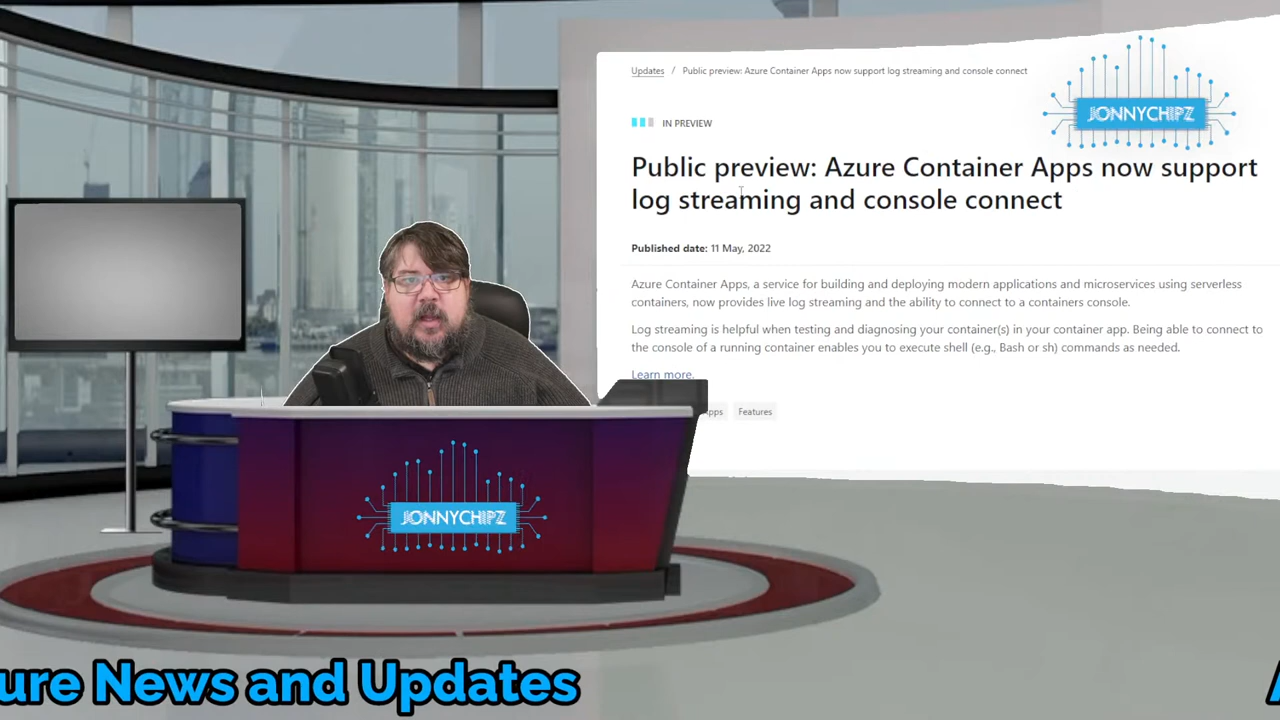 Updates / Public preview: Azure Container Apps now support log streaming and console connect
JONNYCHIPZ
IN PREVIEW
Public preview: Azure Container Apps now support
log streaming and console connect
Published date: 11 May, 2022
Azure Container Apps, a service for building and deploying modern applications and microservices using serverless
containers, now provides live log streaming and the ability to connect to a containers console.
Log streaming is helpful when testing and diagnosing your container(s) in your container app. Being able to connect to
the console of a running container enables you to execute shell (e.g., Bash or sh) commands as needed.
Learn more.
Apps Features
JONNYCHIPZ
ure News and Updates A